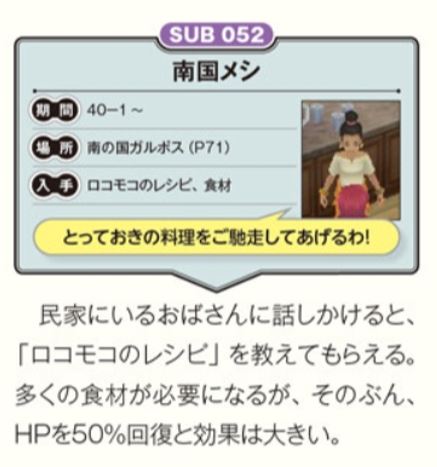 SUB 052
南国メシ
期間 40−1～
場所 南の国ガルポス（P71）
入手 ロコモコのレシピ、食材
とっておきの料理をご馳走してあげるわ!
民家にいるおばさんに話しかけると、
「ロコモコのレシピ」を教えてもらえる。
多くの食材が必要になるが、そのぶん、
HPを50%回復と効果は大きい。